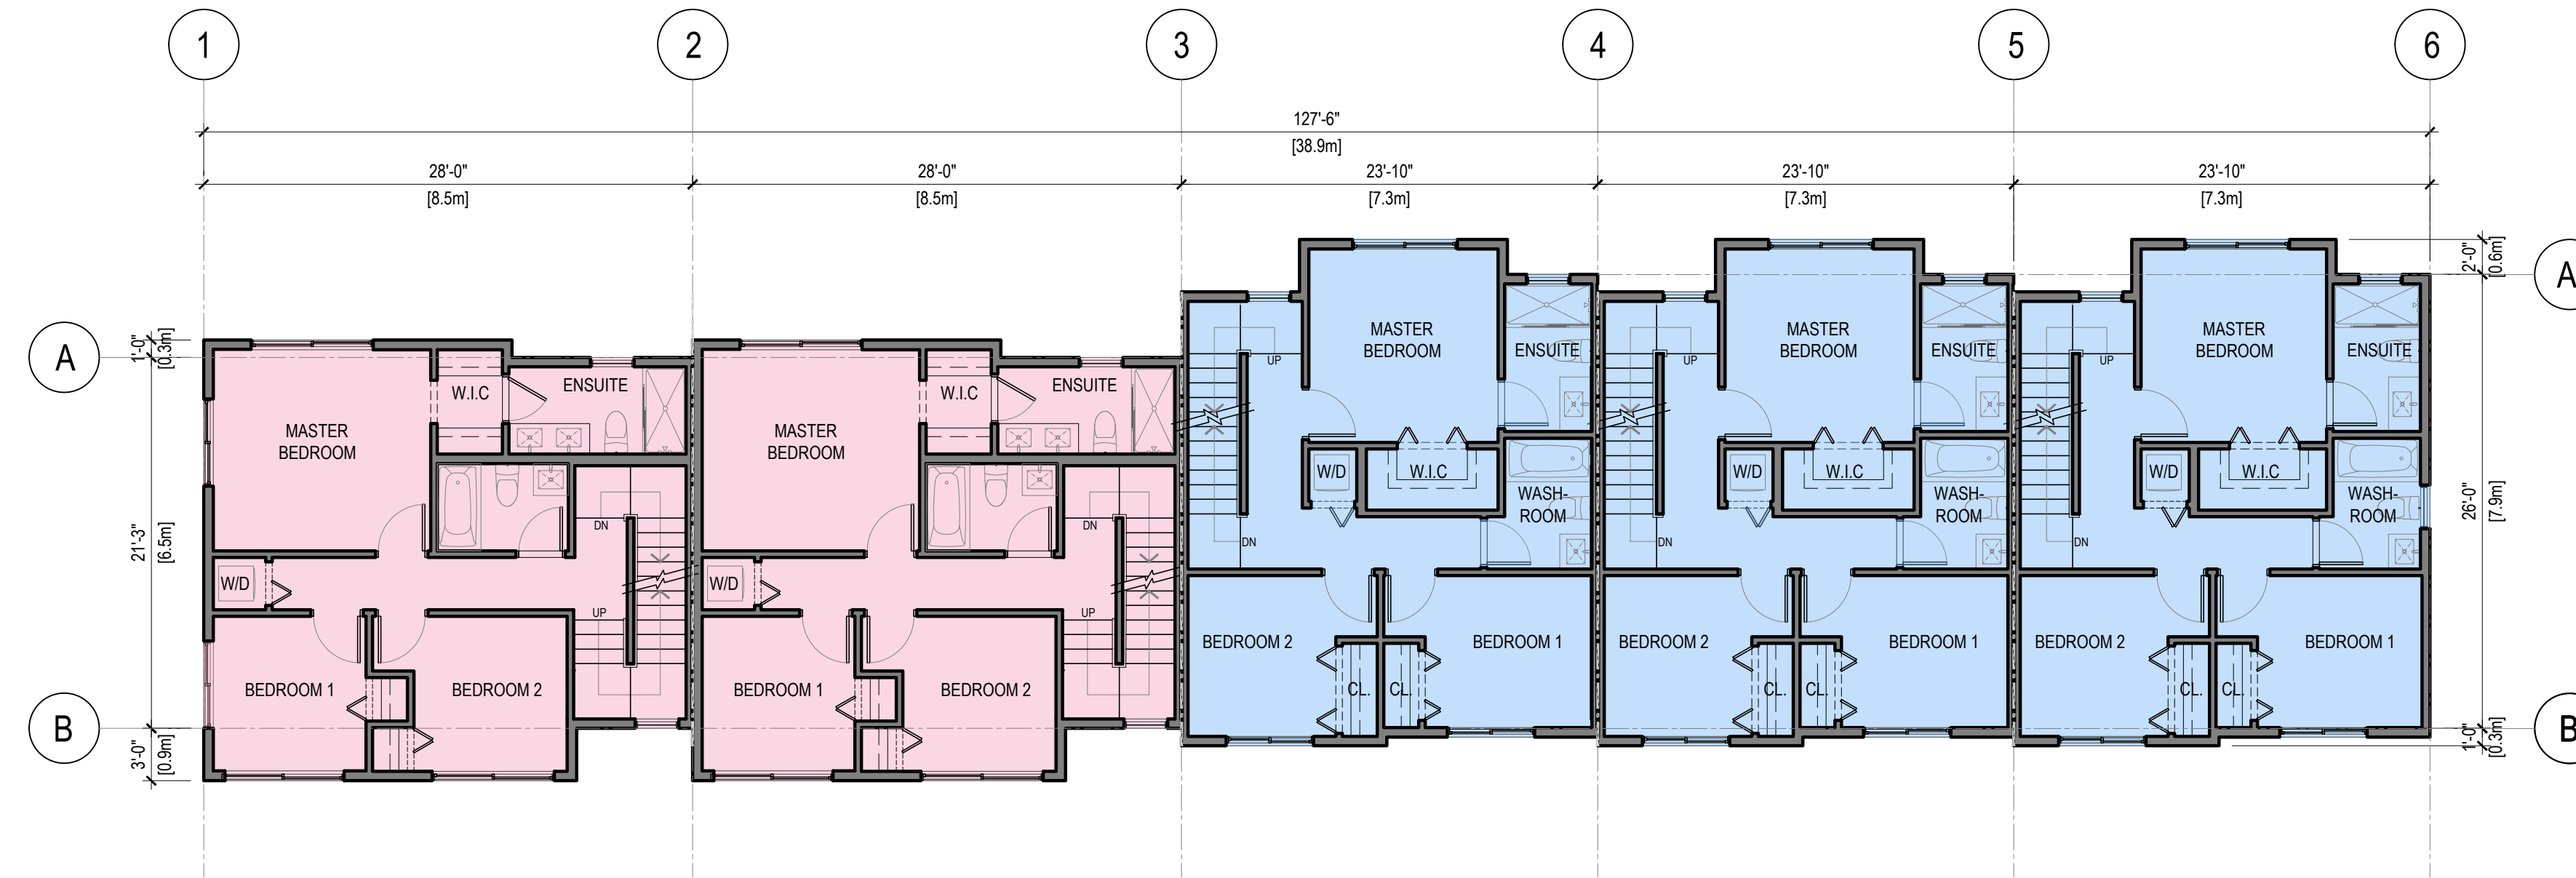 1
2
3
4
5
6
127'-6"
[38.9m]
28'-0"
28'-0"
23'-10"
23'-10"
23'-10"
[8.5m]
[8.5m]
[7.3m]
[7.3m]
[7.3m]
2'-0"
[0.6m]
A
A
1'-0"
[0.3m]
MASTER
BEDROOM
W.I.C
ENSUITE
MASTER
BEDROOM
W.I.C
ENSUITE
UP
MASTER
BEDROOM
ENSUITE
UP
MASTER
BEDROOM
ENSUITE
UP
MASTER
BEDROOM
ENSUITE
W/D
W.I.C
WASH-
ROOM
W/D
W.I.C
WASH-
ROOM
W/D
W.I.C
WASH-
ROOM
26'-0"
[7.9m]
21'-3"
[6.5m]
DN
DN
DN
DN
DN
W/D
UP
W/D
UP
BEDROOM 1
BEDROOM 2
BEDROOM 1
BEDROOM 2
BEDROOM 2
BEDROOM 1
BEDROOM 2
BEDROOM 1
BEDROOM 2
BEDROOM 1
CL.
CL.
CL.
CL.
CL.
CL.
B
B
3'-0"
[0.9m]
1'-0"
[0.3m]